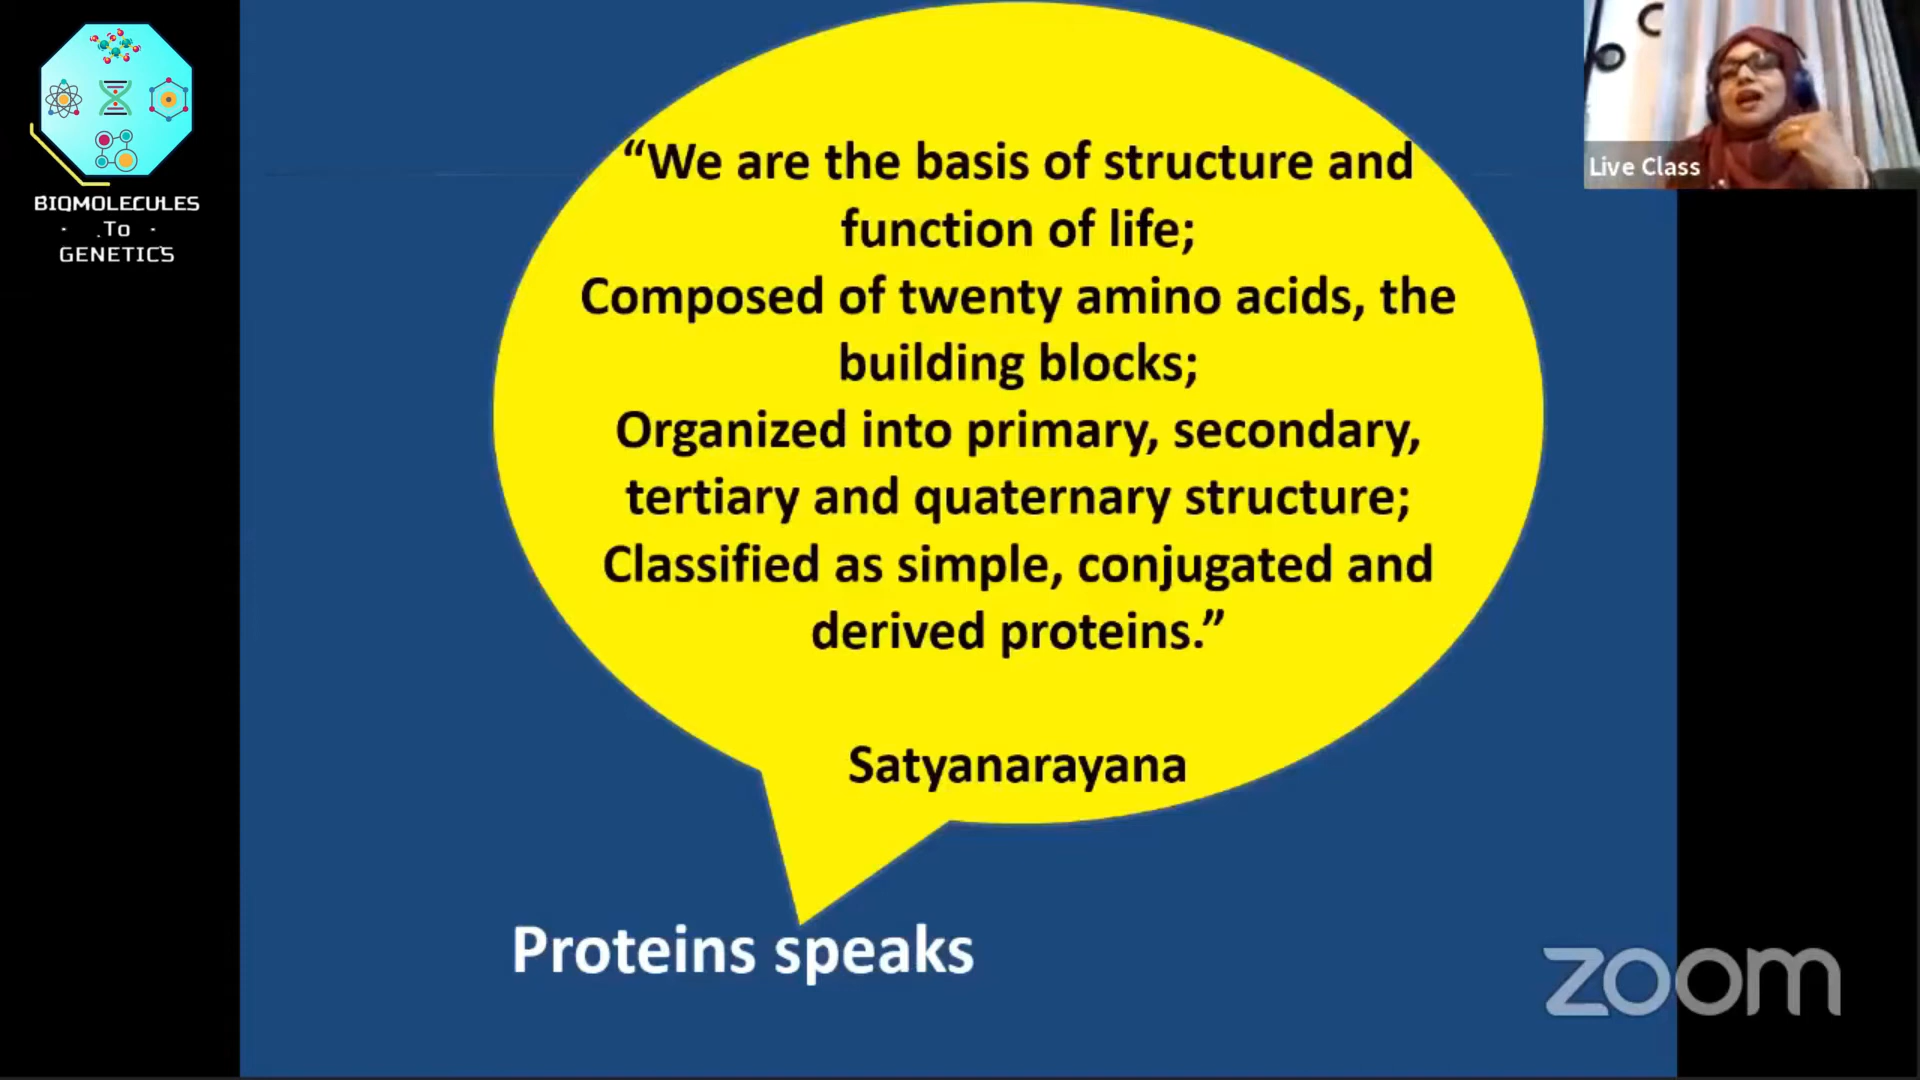 BIOMOLECULES
To
GENETICS
“We are the basis of structure and
function of life;
Composed of twenty amino acids, the
building blocks;
Organized into primary, secondary,
tertiary and quaternary structure;
Classified as simple, conjugated and
derived proteins.”
Satyanarayana
Proteins speaks
Live Class
zoom